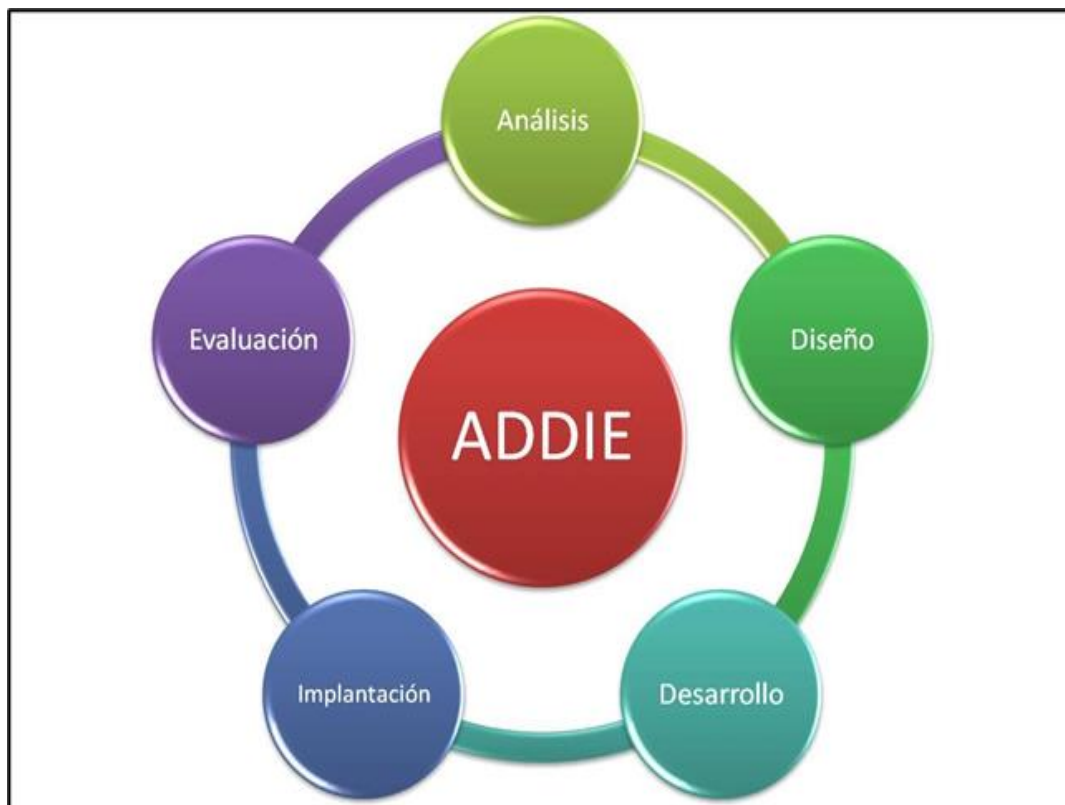 Análisis
Diseño
Desarrollo
Implantación
Evaluación
ADDIE